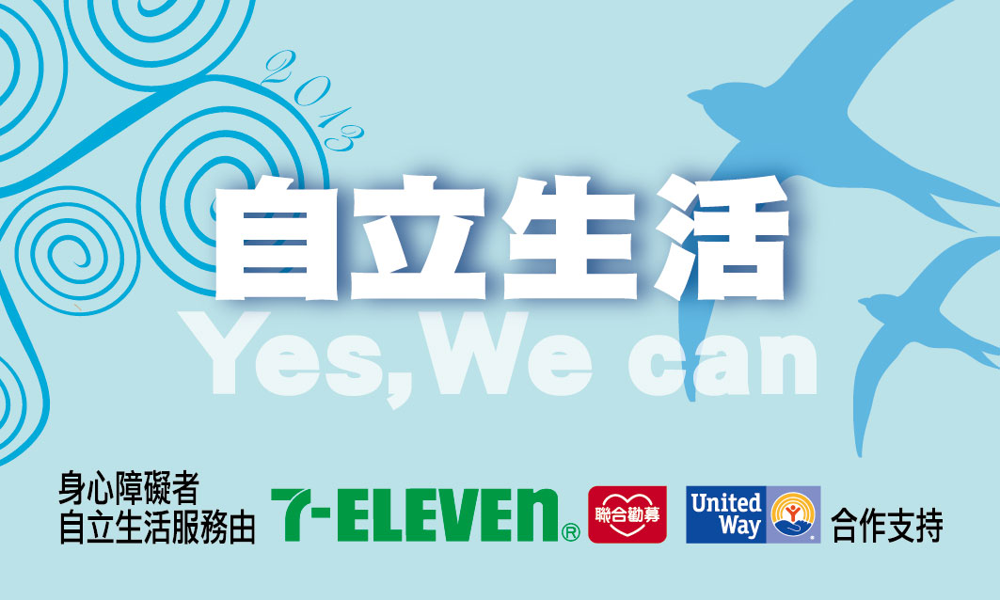 2013
自立生活
Yes,We can
身心障礙者
自立生活服務由
7-ELEVEn® 聯合勸募 United Way 合作支持